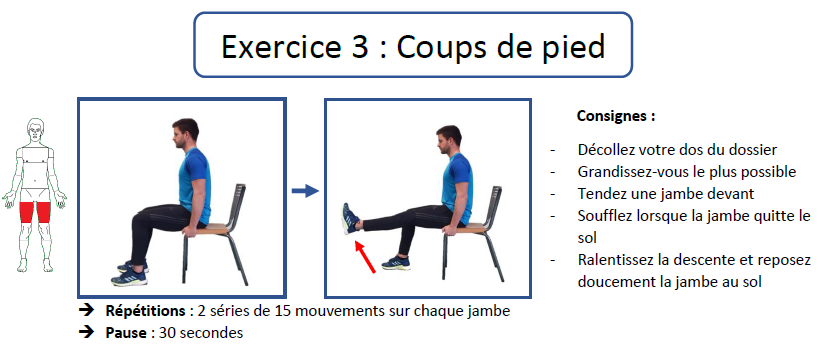 Exercice 3 : Coups de pied
Consignes :
- Décollez votre dos du dossier
- Grandissez-vous le plus possible
- Tendez une jambe devant
- Soufflez lorsque la jambe quitte le
sol
- Ralentissez la descente et reposez
doucement la jambe au sol
➔ Répétitions : 2 séries de 15 mouvements sur chaque jambe
➔ Pause : 30 secondes